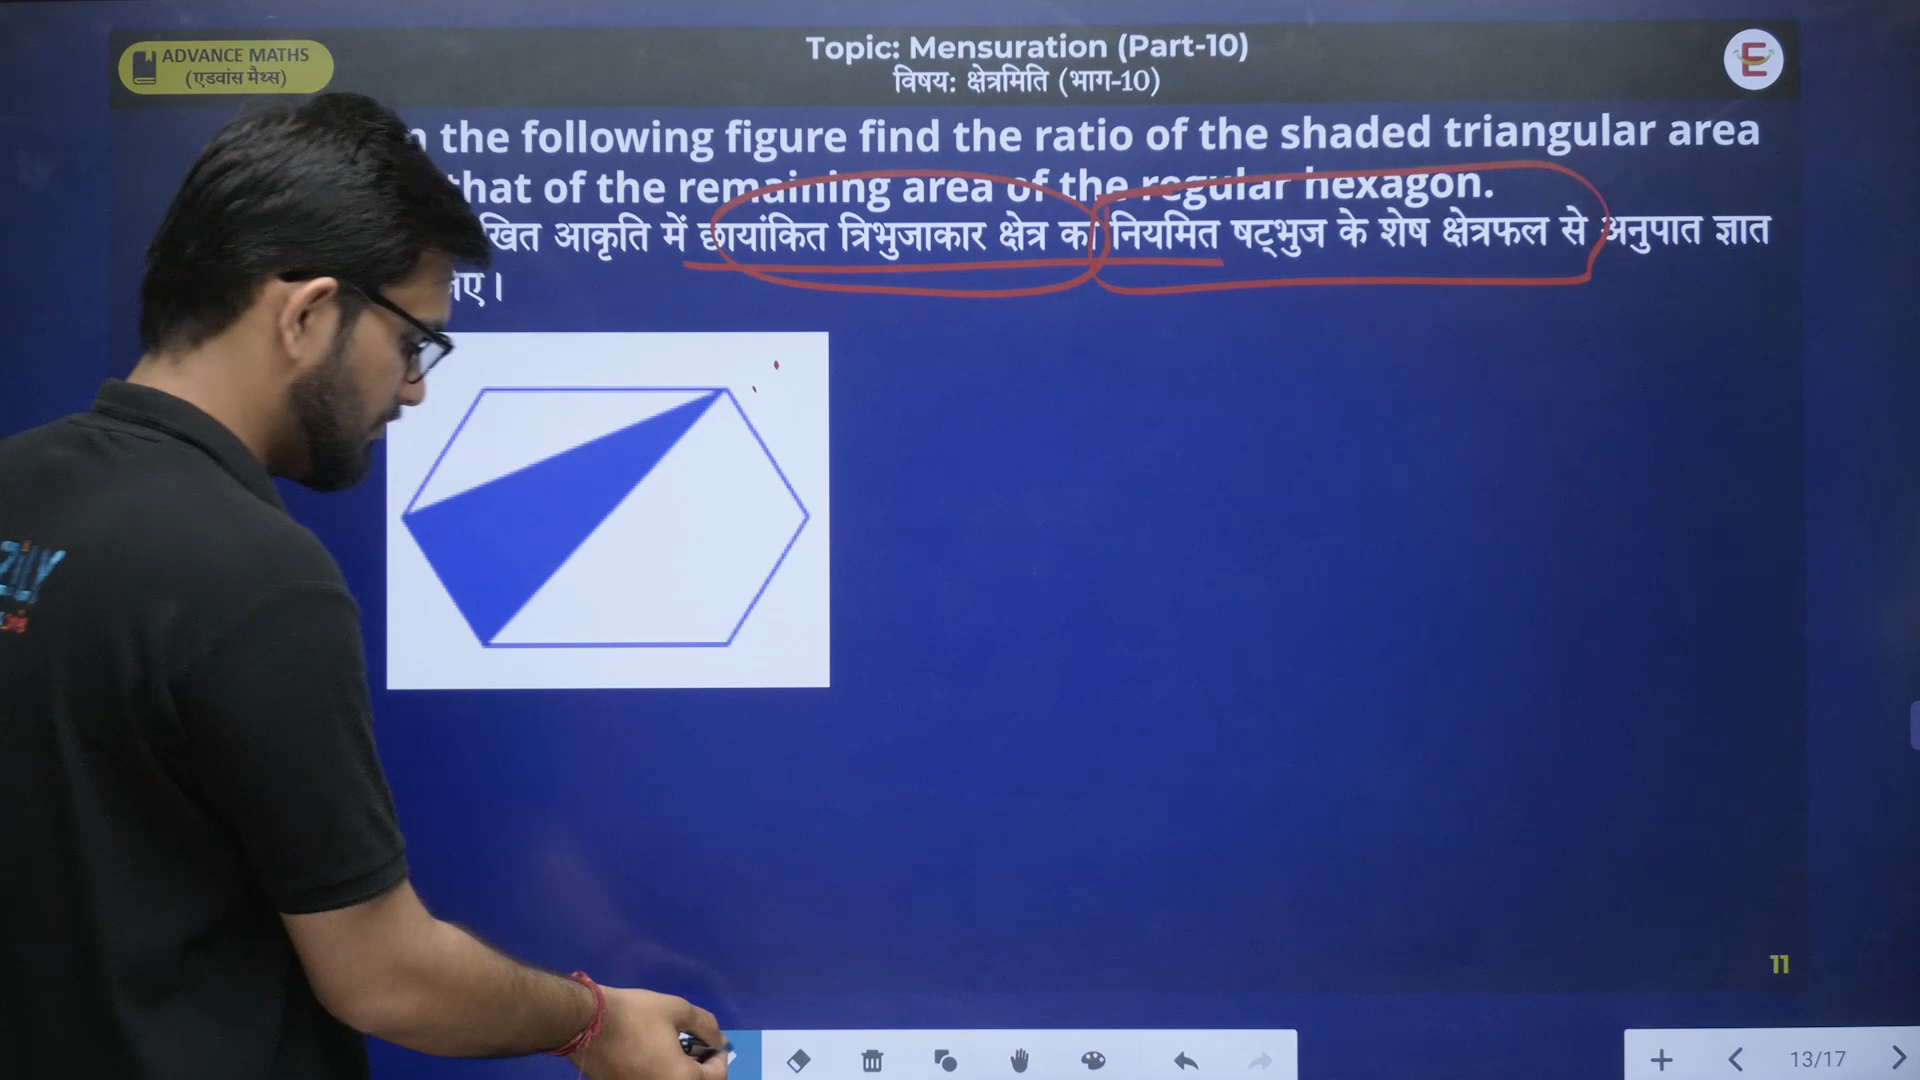 ADVANCE MATHS
(एडवांस मैथ्स)
Topic: Mensuration (Part-10)
विषय: क्षेत्रमिति (भाग-10)
E
the following figure find the ratio of the shaded triangular area
that of the remaining area of the regular hexagon.
आकृति में छायांकित त्रिभुजाकार क्षेत्र का नियमित षट्भुज के शेष क्षेत्रफल से अनुपात ज्ञात
11
13/17